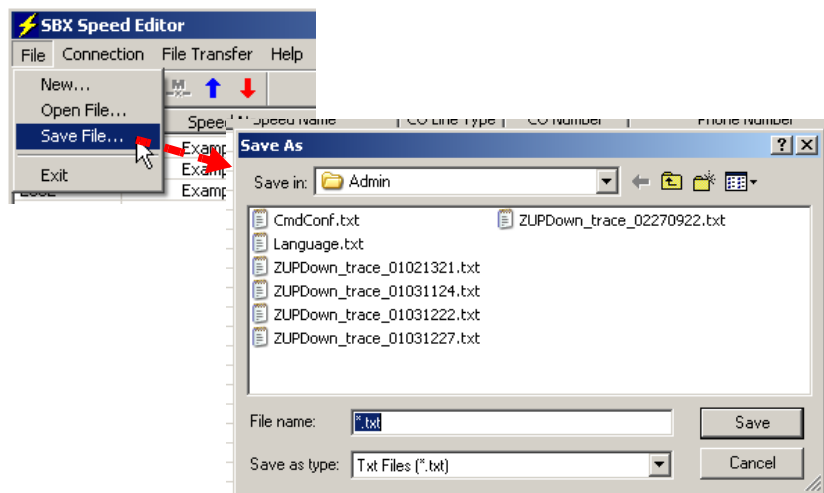 SBX Speed Editor
File Connection File Transfer Help
New...
Open File...
Save File...
Exit
Speed Name CO Line Type CO Number Phone Number
Save As
Save in: Admin
CmdConf.txt
Language.txt
ZUPDown_trace_01021321.txt
ZUPDown_trace_01031124.txt
ZUPDown_trace_01031222.txt
ZUPDown_trace_01031227.txt
ZUPDown_trace_02270922.txt
File name: *.txt
Save
Save as type: Txt Files (*.txt)
Cancel